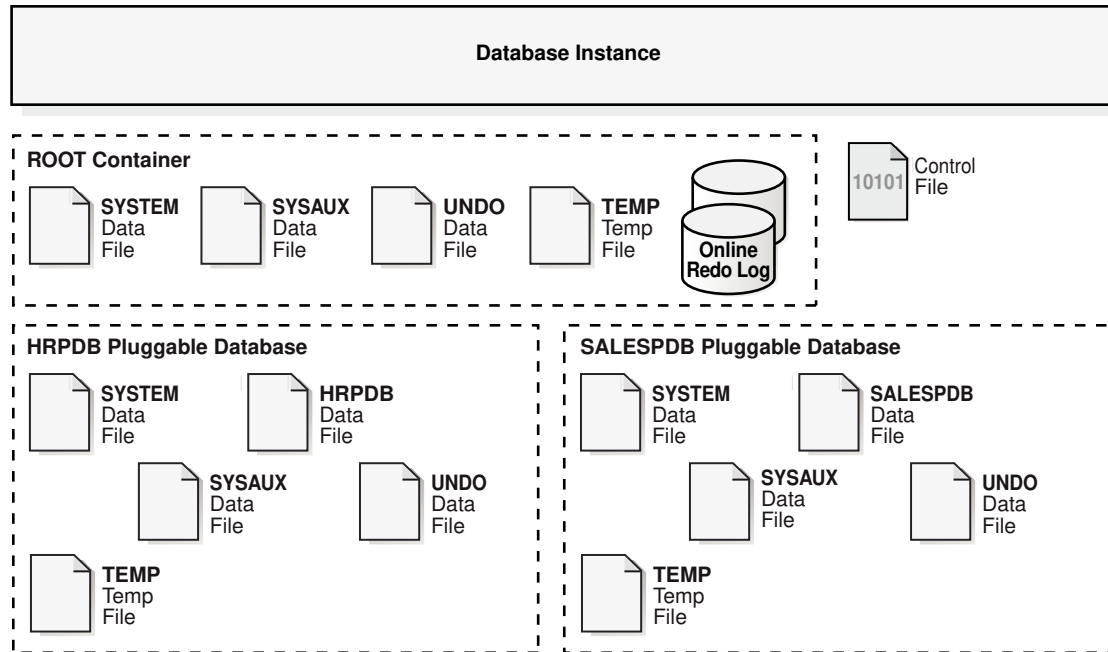 Database Instance
ROOT Container
SYSTEM
Data
File
SYSAUX
Data
File
UNDO
Data
File
TEMP
Temp
File
Online
Redo Log
10101
Control
File
HRPDB Pluggable Database
SYSTEM
Data
File
HRPDB
Data
File
SYSAUX
Data
File
UNDO
Data
File
TEMP
Temp
File
SALESPDB Pluggable Database
SYSTEM
Data
File
SALESPDB
Data
File
SYSAUX
Data
File
UNDO
Data
File
TEMP
Temp
File